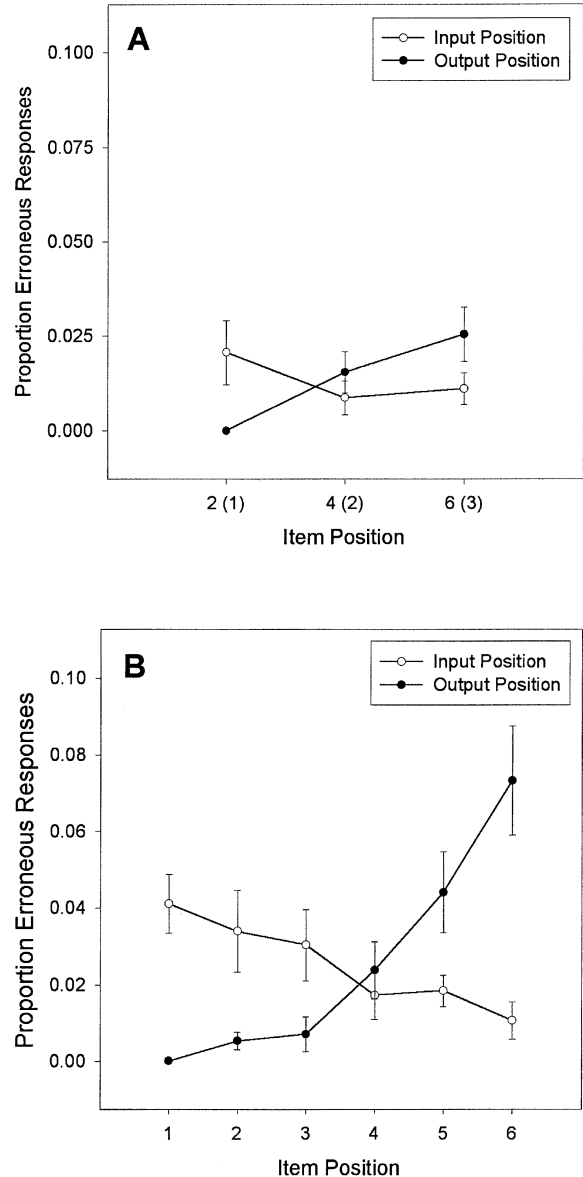 A
Input Position
Output Position
0.100
0.075
0.050
0.025
0.000
Proportion Erroneous Responses
2 (1) 4 (2) 6 (3)
Item Position
B
Input Position
Output Position
0.10
0.08
0.06
0.04
0.02
0.00
Proportion Erroneous Responses
1 2 3 4 5 6
Item Position